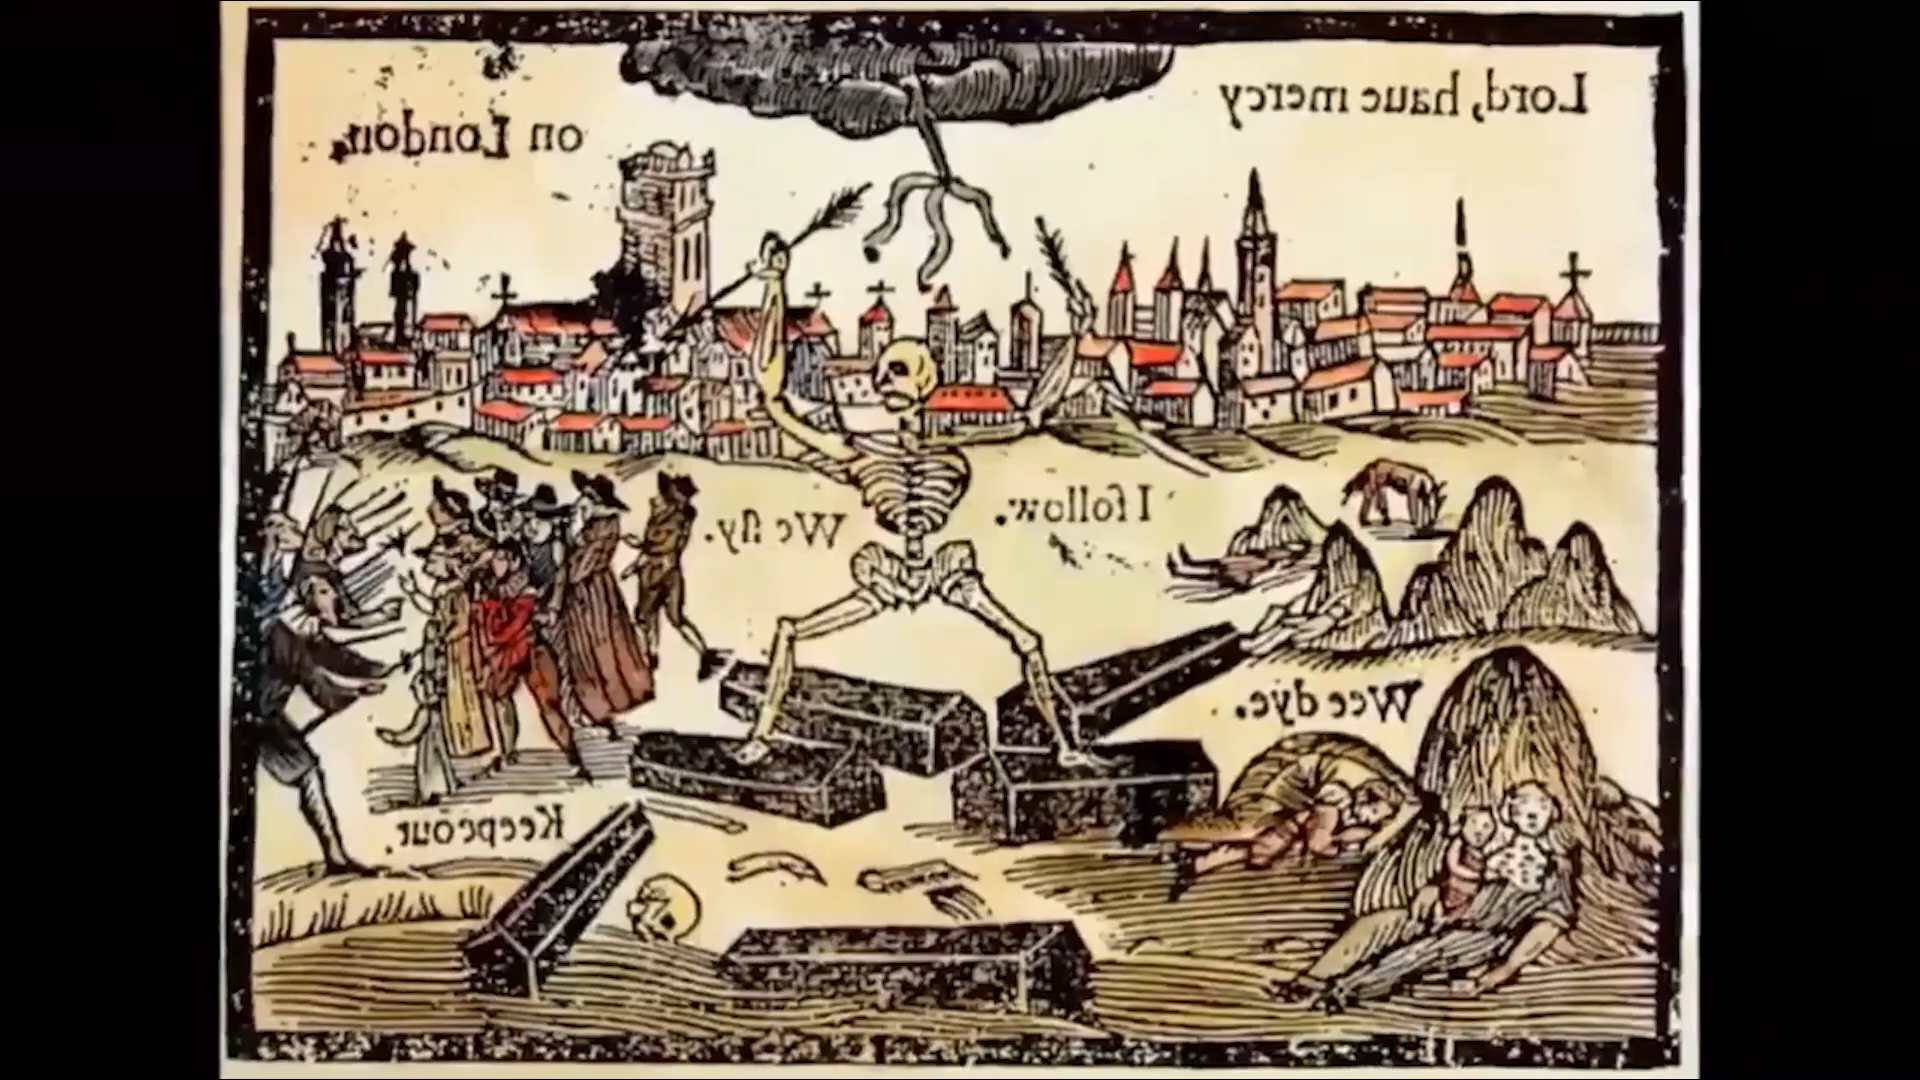 Lord, haue mercy
on London.
I follow.
We fly.
Wee dye.
Keepe out.